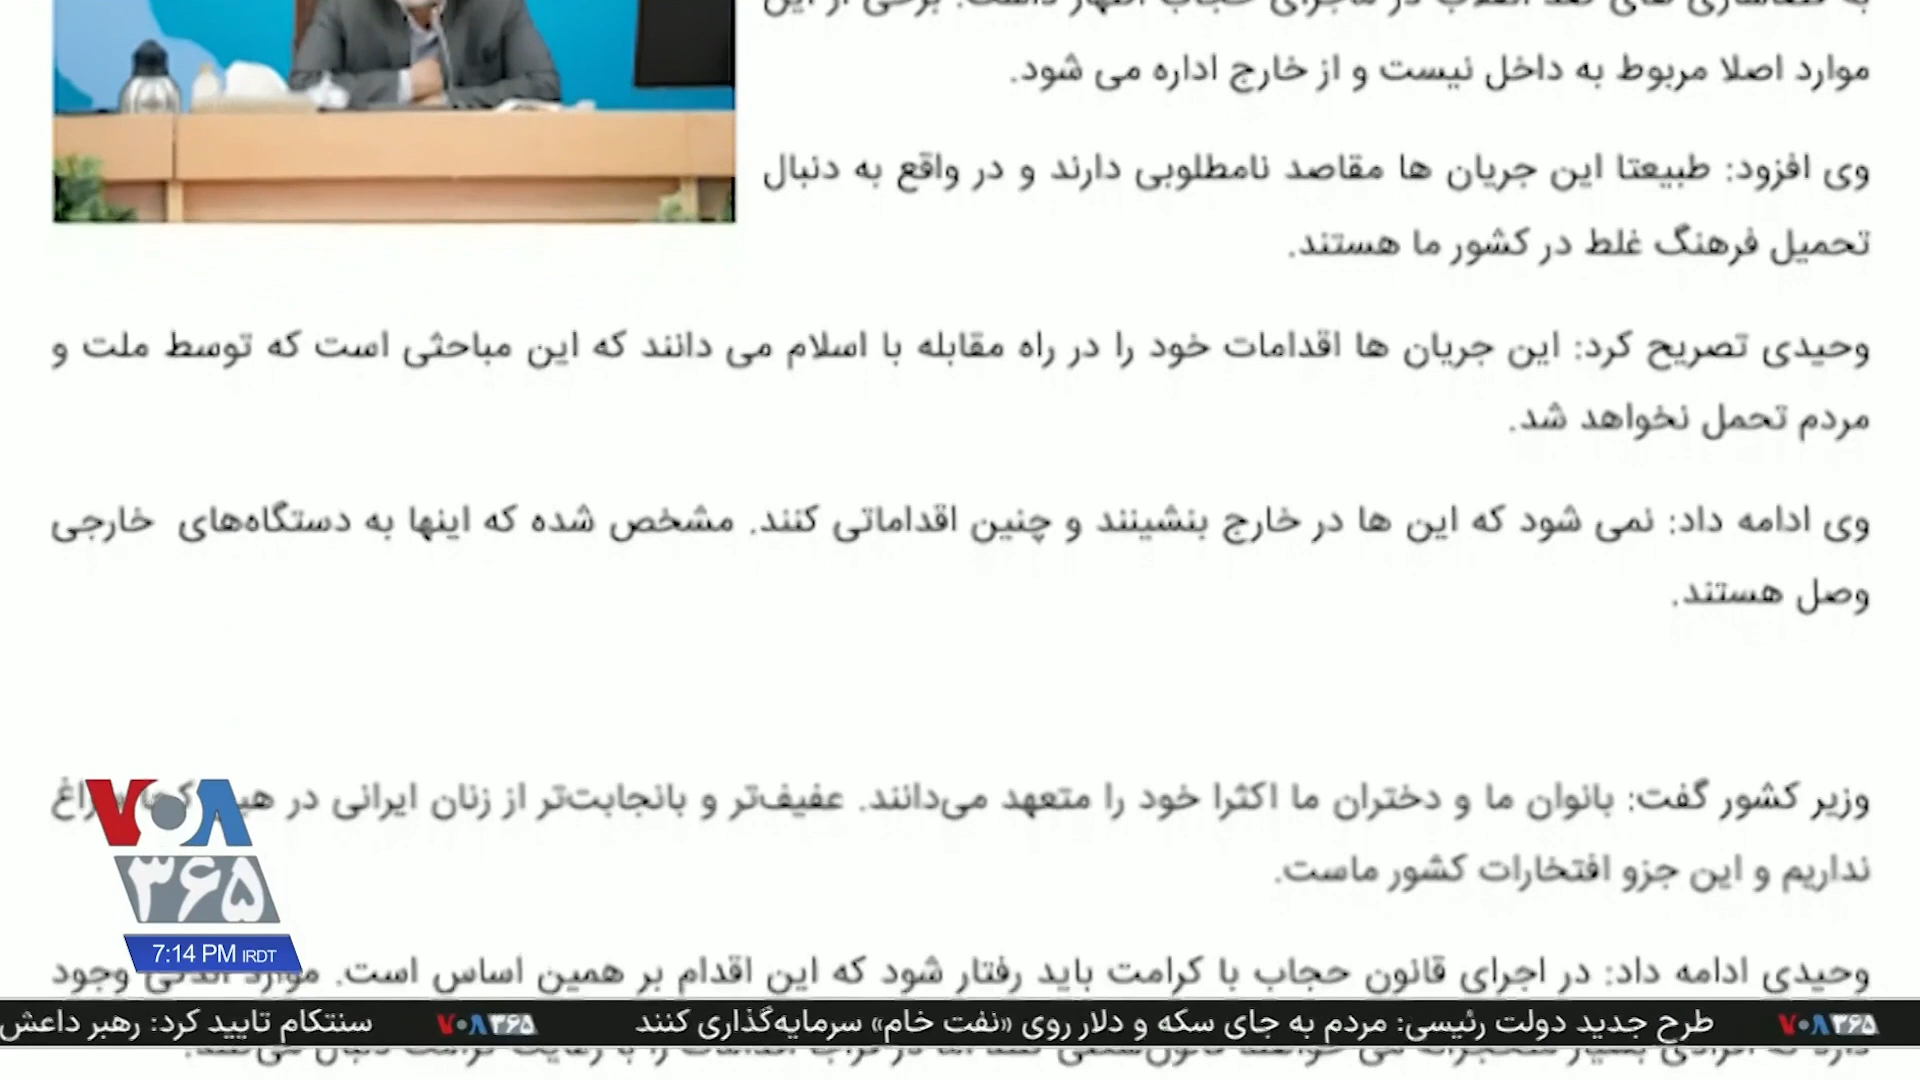 موارد اصلا مربوط به داخل نیست و از خارج اداره می شود.
وی افزود: طبیعتا این جریان ها مقاصد نامطلوبی دارند و در واقع به دنبال
تحمیل فرهنگ غلط در کشور ما هستند.
وحیدی تصریح کرد: این جریان ها اقدامات خود را در راه مقابله با اسلام می دانند که این مباحثی است که توسط ملت و
مردم تحمل نخواهد شد.
وی ادامه داد: نمی شود که این ها در خارج بنشینند و چنین اقداماتی کنند. مشخص شده که اینها به دستگاه‌های خارجی
وصل هستند.
وزیر کشور گفت: بانوان ما و دختران ما اکثرا خود را متعهد می‌دانند. عفیف‌تر و بانجابت‌تر از زنان ایرانی در
نداریم و این جزو افتخارات کشور ماست.
وحیدی ادامه داد: در اجرای قانون حجاب با کرامت باید رفتار شود که این اقدام بر همین اساس است. موارد اندکی وجود
VOA
۳۶۵
7:14 PM IRDT
VOA۳۶۵ طرح جدید دولت رئیسی: مردم به جای سکه و دلار روی «نفت خام» سرمایه‌گذاری کنند VOA۳۶۵ سنتکام تایید کرد: رهبر داعش